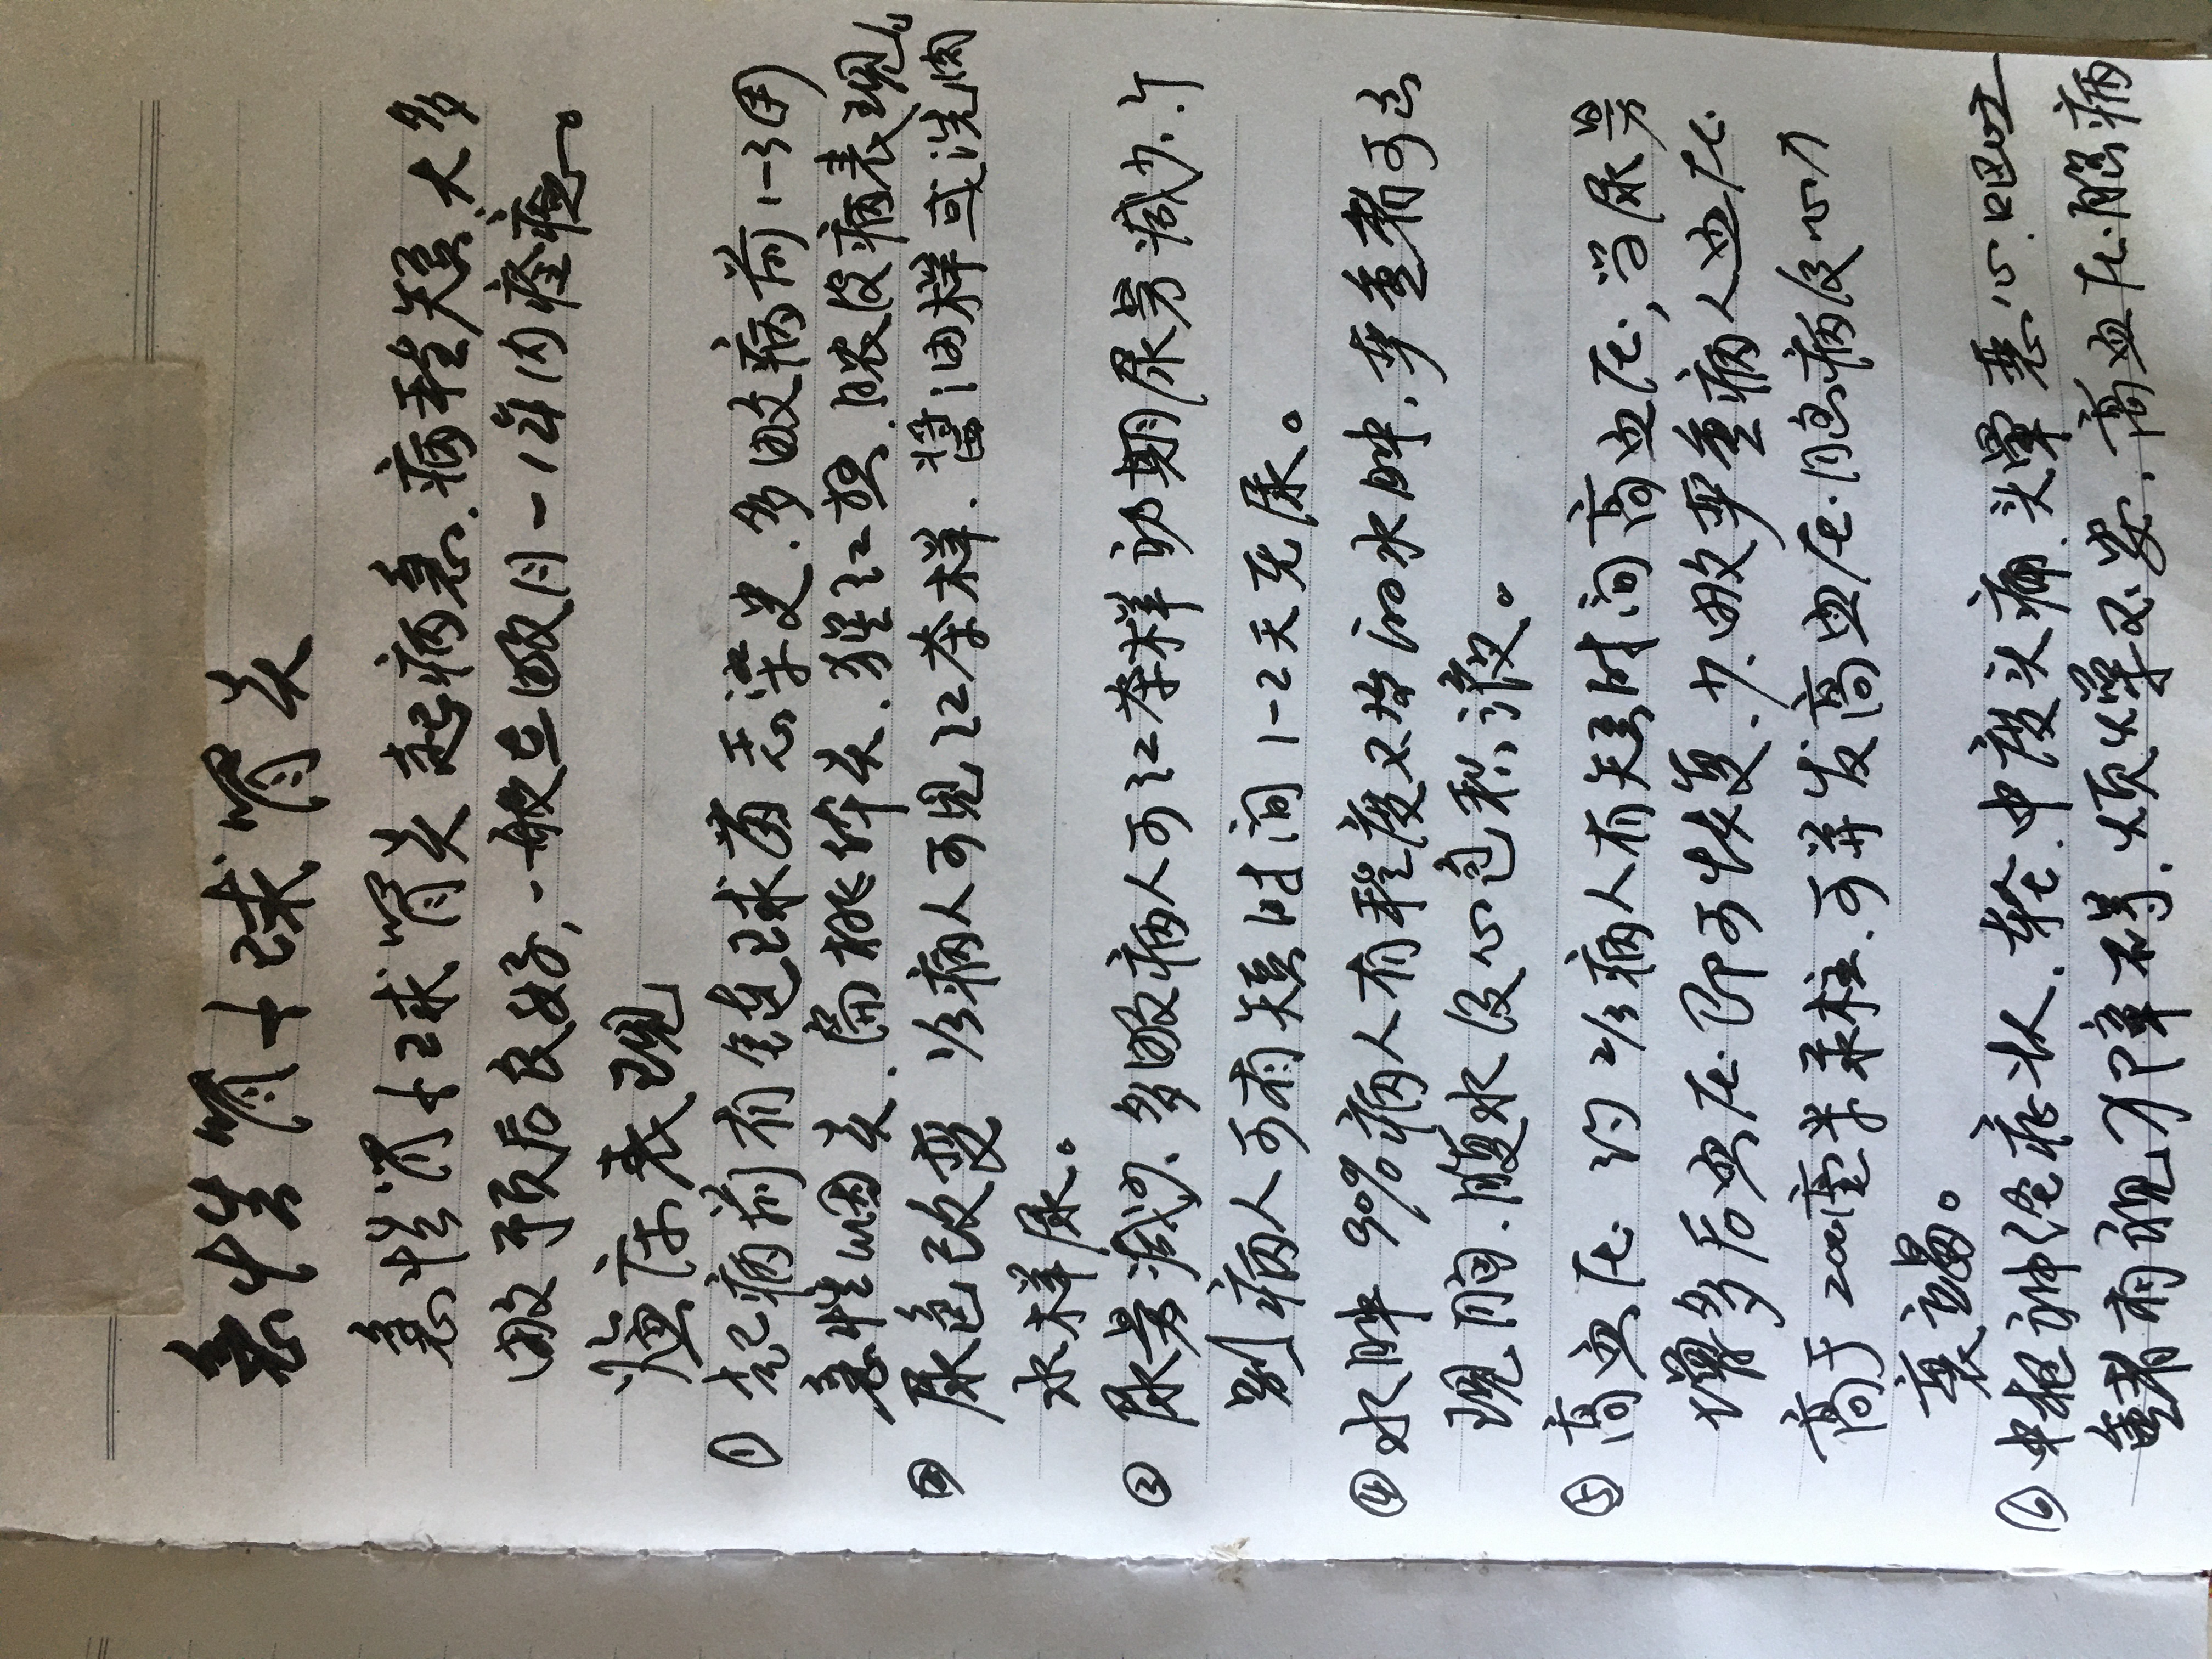 急性肾小球肾炎
急性肾小球肾炎起病急、病程短、大多
数预后良好,一般在数月-1年内痊癒。
临床表现
① 起病前有链球菌感染史、多数病前1-3周
急性咽炎、扁桃体炎、猩红热、脓皮病表现。
② 尿色改变 1/3病人可见红茶样、酱油样或洗肉
水样尿。
③ 尿量减少、多数病人可红茶样初期尿量减少、个
别病人可有短时间1-2天无尿。
④ 水肿 90%病人有程度不等的水肿,严重者可出
现胸、腹水及心包积液。
⑤ 高血压 约2/3病人有短时间高血压,当尿量
增多后血压即可恢复、少数严重病人血压
高于200毫米汞柱、可并发高血压脑病及心力
衰竭。
⑥ 中枢神经症状、轻、中度头痛、头晕恶心、呕吐
重者有视力障碍、烦燥不安、高血压脑病